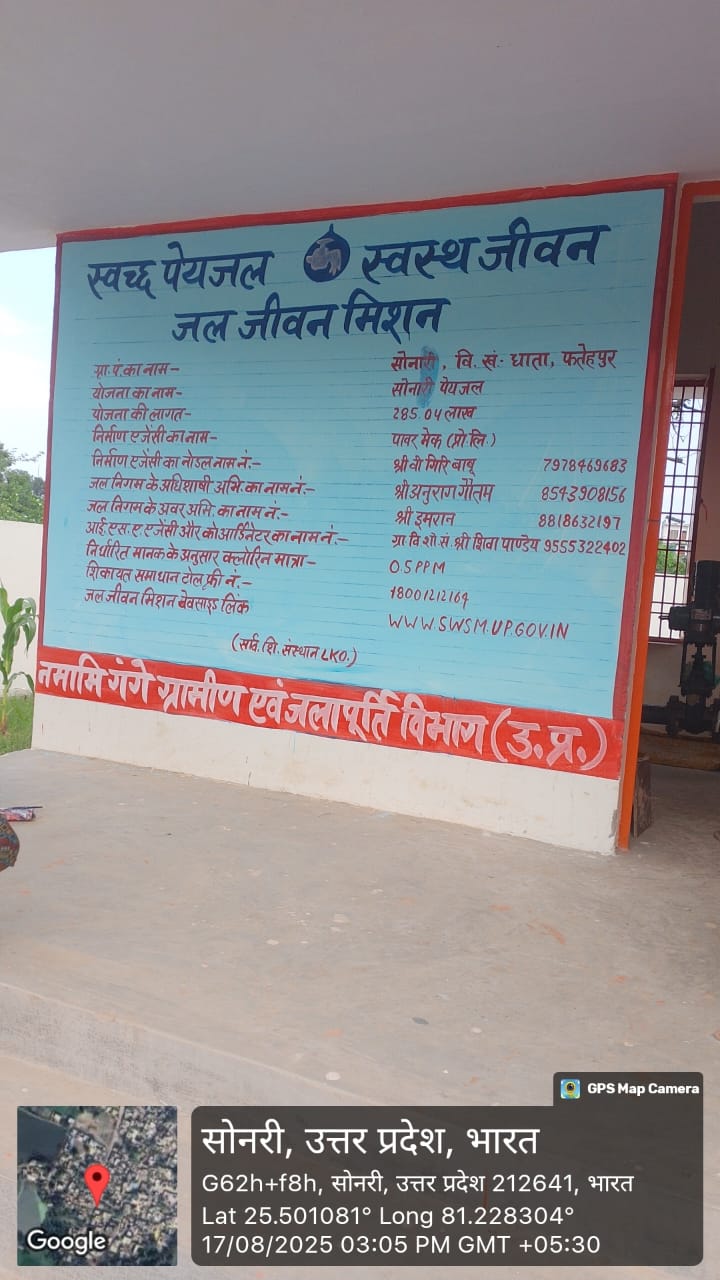 स्वच्छ पेयजल स्वस्थ जीवन
जल जीवन मिशन
ग्रा.पं.का नाम- सोनारी, वि.खं:- धाता, फतेहपुर
योजना का नाम- सोनारी पेयजल
योजना की लागत- 285.04 लाख
निर्माण एजेंसी का नाम- पावर मेक (प्रो.लि.)
निर्माण एजेंसी का नोडल नाम नं.:- श्री वी गिरि बाबू 7978469683
जल निगम के अधिशाषी अभि. का नाम नं:- श्री अनुराग गौतम 8543908156
जल निगम के अवर अभि. का नाम नं.:- श्री इमरान 8818632197
आई.एस.ए. एजेंसी और कोआर्डिनेटर का नाम नं:- ग्रा.वि.शो.सं. श्री शिवा पाण्डेय 9555322402
निर्धारित मानक के अनुसार क्लोरिन मात्रा- 0.5 PPM
शिकायत समाधान टोल फ्री नं.- 18001212164
जल जीवन मिशन वेबसाइड लिंक WWW.SWSM.UP.GOV.IN
(सार्व. शि. संस्थान LKO.)
नमामि गंगे ग्रामीण एवं जलापूर्ति विभाग (उ.प्र.)
GPS Map Camera
सोनरी, उत्तर प्रदेश, भारत
G62h+f8h, सोनरी, उत्तर प्रदेश 212641, भारत
Lat 25.501081° Long 81.228304°
17/08/2025 03:05 PM GMT +05:30
Google